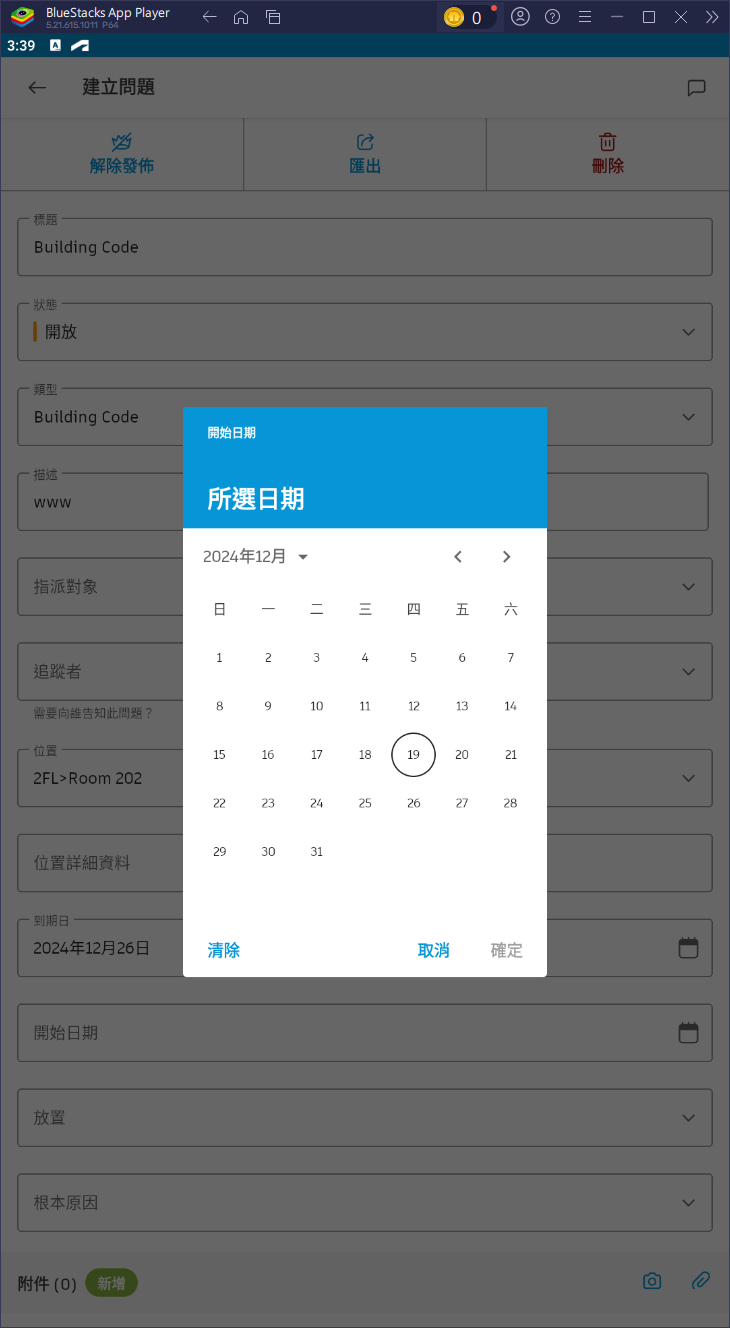 BlueStacks App Player
5.21.615.1011 P64
0
3:39
建立問題
解除發佈
匯出
刪除
標題
Building Code
狀態
開放
類型
Building Code
描述
www
指派對象
追蹤者
需要向誰告知此問題？
位置
2FL>Room 202
位置詳細資料
到期日
2024年12月26日
開始日期
放置
根本原因
附件 (0) 新增
開始日期
所選日期
2024年12月
日 一 二 三 四 五 六
1 2 3 4 5 6 7
8 9 10 11 12 13 14
15 16 17 18 19 20 21
22 23 24 25 26 27 28
29 30 31
清除 取消 確定